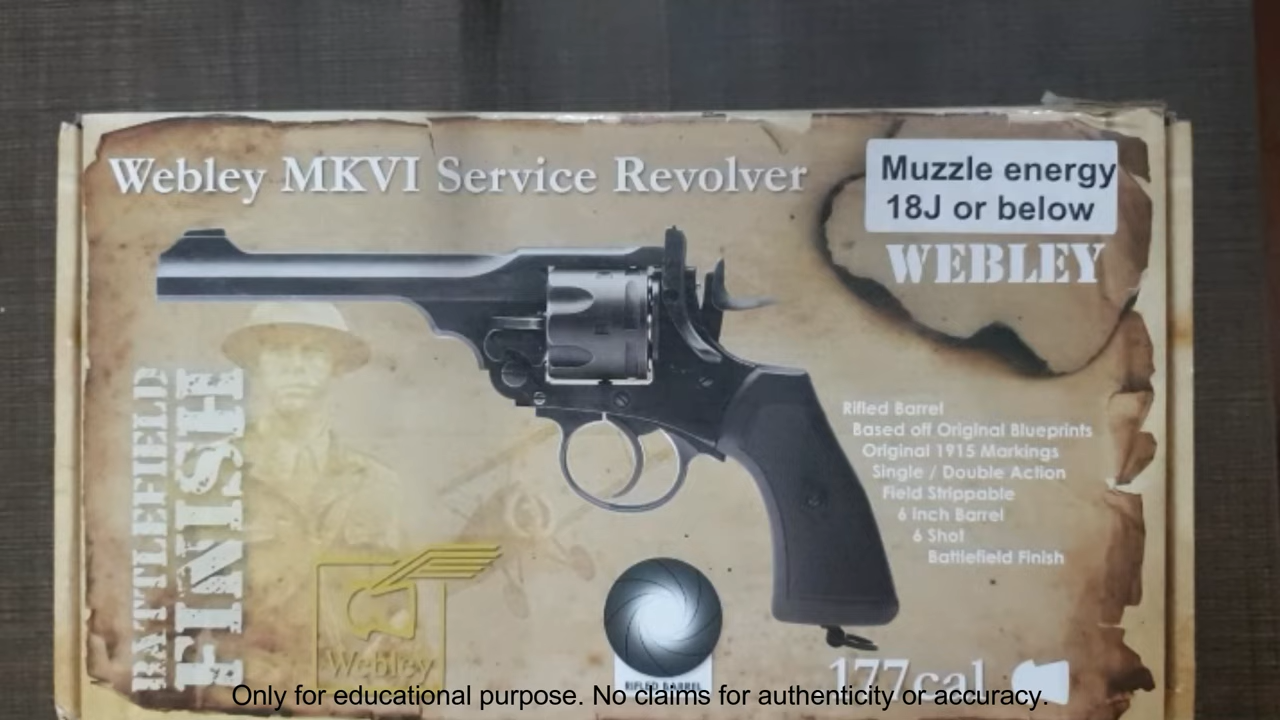 Webley MKVI Service Revolver
Muzzle energy
18J or below
WEBLEY
BATTLEFIELD
FINISH
Rifled Barrel
Based off Original Blueprints
Original 1915 Markings
Single / Double Action
Field Strippable
6 inch Barrel
6 Shot
Battlefield Finish
Webley
RIFLED BARREL
177cal
Only for educational purpose. No claims for authenticity or accuracy.